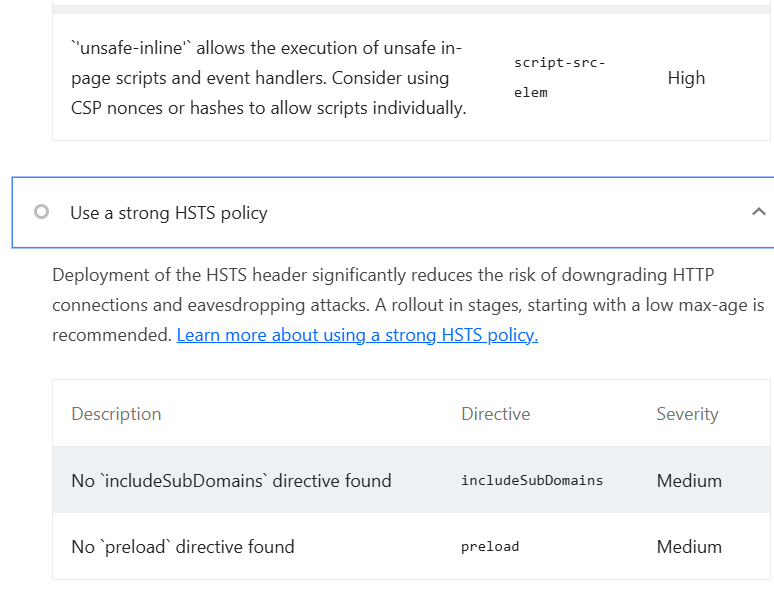 `'unsafe-inline'` allows the execution of unsafe in-
page scripts and event handlers. Consider using
CSP nonces or hashes to allow scripts individually.
script-src-
elem
High
Use a strong HSTS policy
Deployment of the HSTS header significantly reduces the risk of downgrading HTTP
connections and eavesdropping attacks. A rollout in stages, starting with a low max-age is
recommended. Learn more about using a strong HSTS policy.
Description Directive Severity
No `includeSubDomains` directive found includeSubDomains Medium
No `preload` directive found preload Medium